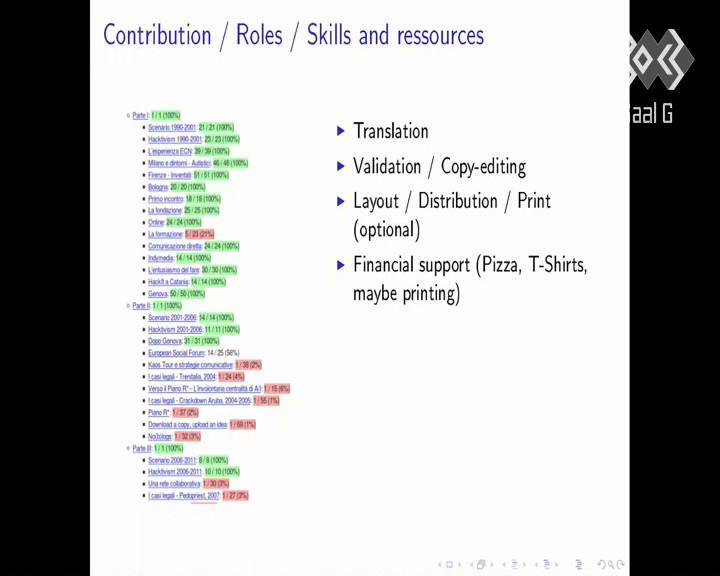 Contribution / Roles / Skills and ressources
Parte I: 1 / 1 (100%)
Scenario 1990-2001: 21 / 21 (100%)
Hacktivism 1990-2001: 23 / 23 (100%)
L'esperienza ECN: 39 / 39 (100%)
Milano e dintorni - Autistici: 46 / 46 (100%)
Firenze - Inventati: 51 / 51 (100%)
Bologna: 20 / 20 (100%)
Primo incontro: 18 / 18 (100%)
La fondazione: 25 / 25 (100%)
Online: 24 / 24 (100%)
La formazione: 5 / 23 (21%)
Comunicazione diretta: 24 / 24 (100%)
Indymedia: 14 / 14 (100%)
L'entusiasmo del fare: 30 / 30 (100%)
HackIt a Catania: 14 / 14 (100%)
Genova: 50 / 50 (100%)
Parte II: 1 / 1 (100%)
Scenario 2001-2006: 14 / 14 (100%)
Hacktivism 2001-2006: 11 / 11 (100%)
Dopo Genova: 31 / 31 (100%)
European Social Forum: 14 / 25 (56%)
Kaos Tour e strategie comunicative: 1 / 38 (2%)
I casi legali - Trenitalia, 2004: 1 / 24 (4%)
Verso il Piano R* - L'involontaria centralità di A/I: 1 / 15 (6%)
I casi legali - Crackdown Aruba, 2004-2005: 1 / 55 (1%)
Piano R*: 1 / 37 (2%)
Download a copy, upload an idea: 1 / 69 (1%)
No(b)logs: 1 / 32 (3%)
Parte III: 1 / 1 (100%)
Scenario 2006-2011: 8 / 8 (100%)
Hacktivism 2006-2011: 10 / 10 (100%)
Una rete collaborativa: 1 / 30 (3%)
I casi legali - Pedopriest, 2007: 1 / 27 (3%)
Translation
Validation / Copy-editing
Layout / Distribution / Print
(optional)
Financial support (Pizza, T-Shirts,
maybe printing)
aal G